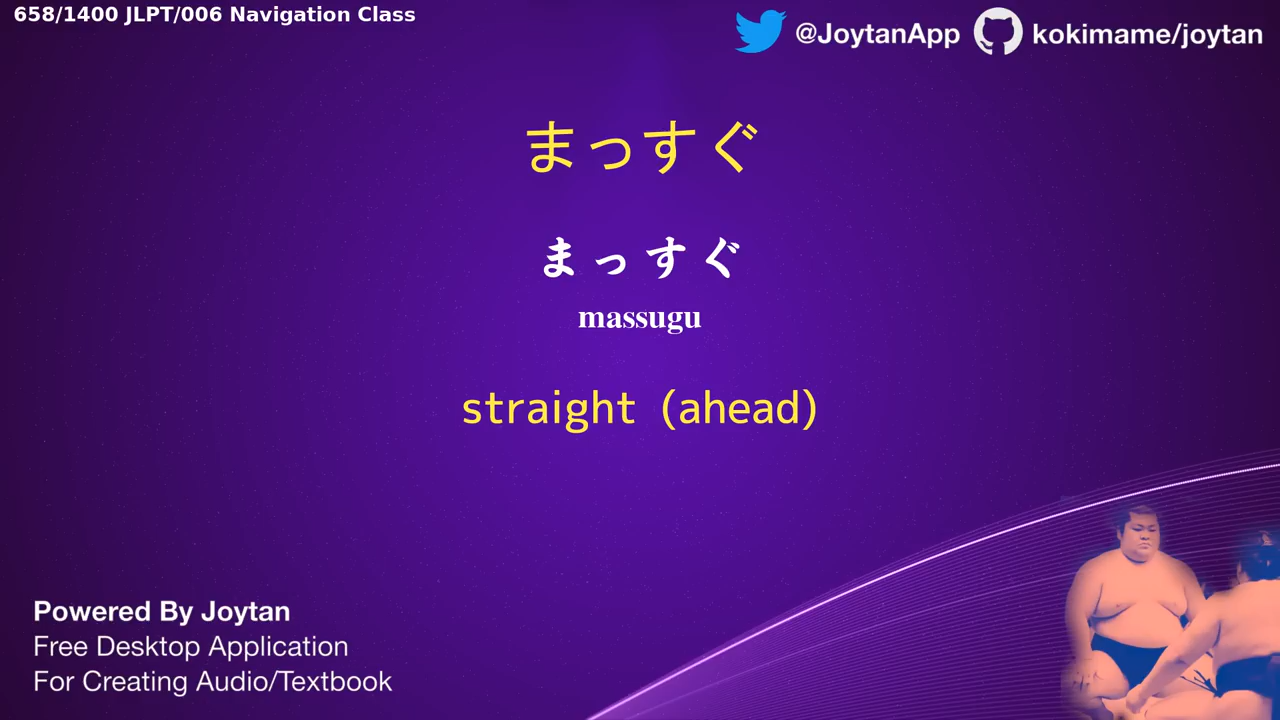 658/1400 JLPT/006 Navigation Class
@JoytanApp kokimame/joytan
まっすぐ
まっすぐ
massugu
straight (ahead)
Powered By Joytan
Free Desktop Application
For Creating Audio/Textbook